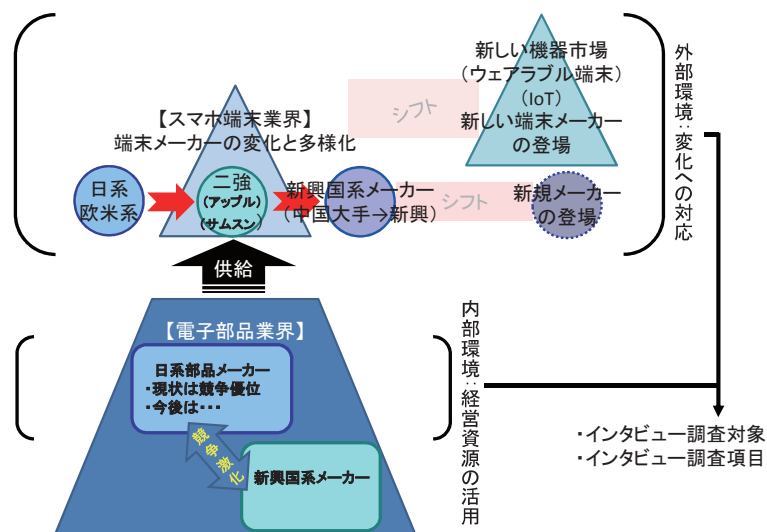 新しい機器市場
（ウェアラブル端末）
（IoT）
新しい端末メーカー
の登場
シフト
【スマホ端末業界】
端末メーカーの変化と多様化
日系
欧米系
二強
（アップル）
（サムスン）
新興国系メーカー
（中国大手→新興）
シフト
新規メーカー
の登場
外部環境：変化への対応
供給
【電子部品業界】
日系部品メーカー
・現状は競争優位
・今後は・・・
競争激化
新興国系メーカー
内部環境：経営資源の活用
・インタビュー調査対象
・インタビュー調査項目